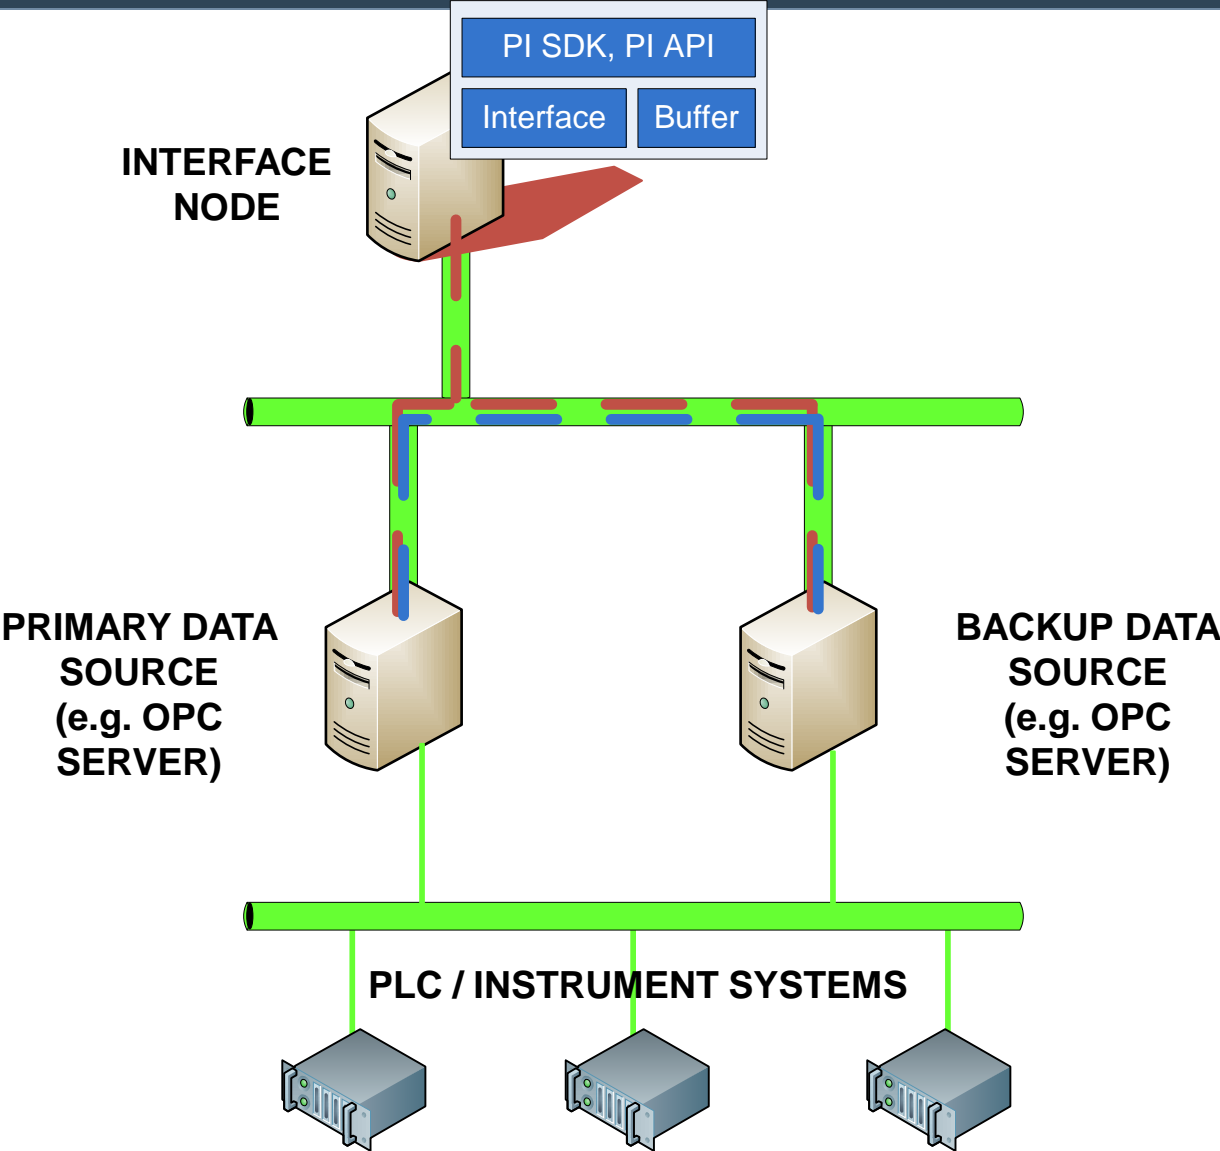 PI SDK, PI API
Interface
Buffer
INTERFACE
NODE
PRIMARY DATA
SOURCE
(e.g. OPC
SERVER)
BACKUP DATA
SOURCE
(e.g. OPC
SERVER)
PLC / INSTRUMENT SYSTEMS